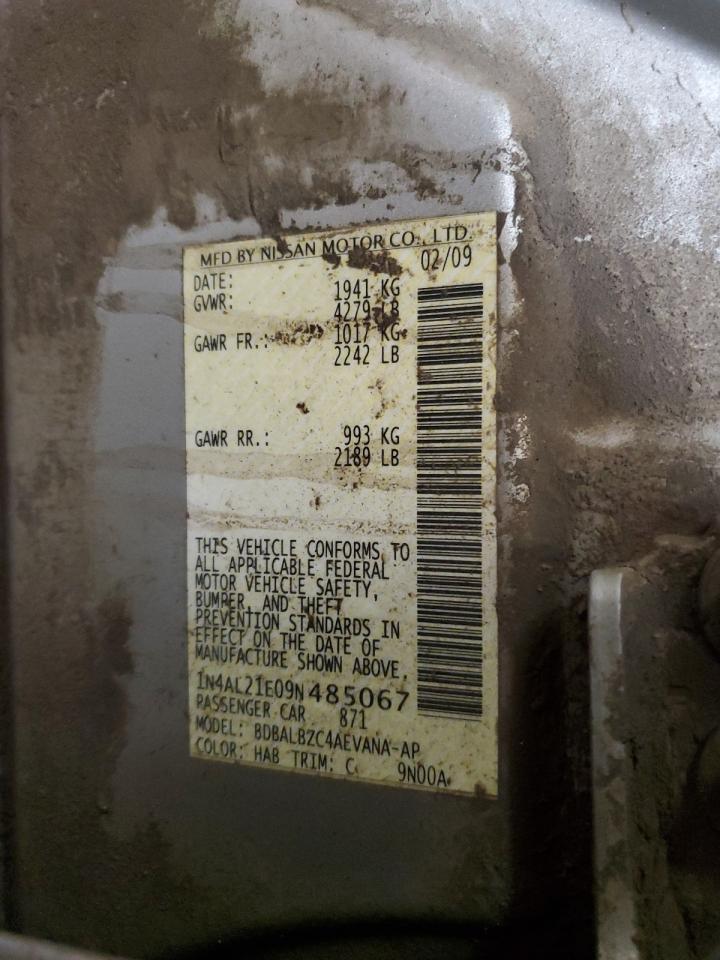 MFD BY NISSAN MOTOR CO., LTD.
DATE: 02/09
GVWR: 1941 KG
4279 LB
GAWR FR.: 1017 KG
2242 LB
GAWR RR.: 993 KG
2189 LB
THIS VEHICLE CONFORMS TO
ALL APPLICABLE FEDERAL
MOTOR VEHICLE SAFETY,
BUMPER, AND THEFT
PREVENTION STANDARDS IN
EFFECT ON THE DATE OF
MANUFACTURE SHOWN ABOVE.
1N4AL21E09N485067
PASSENGER CAR 871
MODEL: BDBALBZC4AEVANA-AP
COLOR: HAB TRIM: C 9N00A